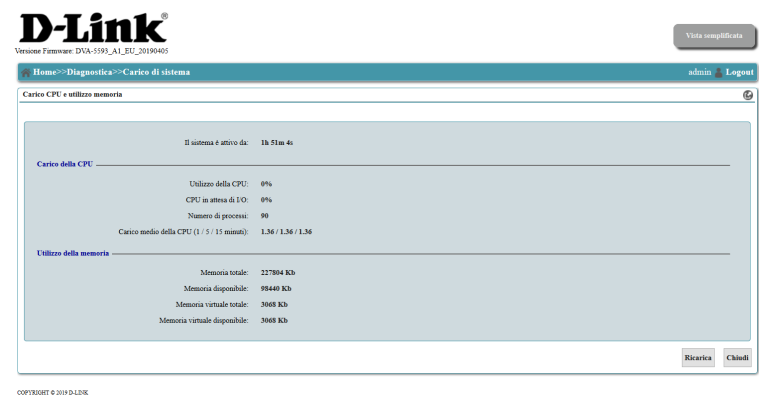 D-Link®
Vista semplificata
Versione Firmware: DVA-5593_A1_EU_20190405
Home>>Diagnostica>>Carico di sistema
admin Logout
Carico CPU e utilizzo memoria
Il sistema è attivo da: 1h 51m 4s
Carico della CPU
Utilizzo della CPU: 0%
CPU in attesa di I/O: 0%
Numero di processi: 90
Carico medio della CPU (1 / 5 / 15 minuti): 1.36 / 1.36 / 1.36
Utilizzo della memoria
Memoria totale: 227804 Kb
Memoria disponibile: 98440 Kb
Memoria virtuale totale: 3068 Kb
Memoria virtuale disponibile: 3068 Kb
Ricarica Chiudi
COPYRIGHT © 2019 D-LINK